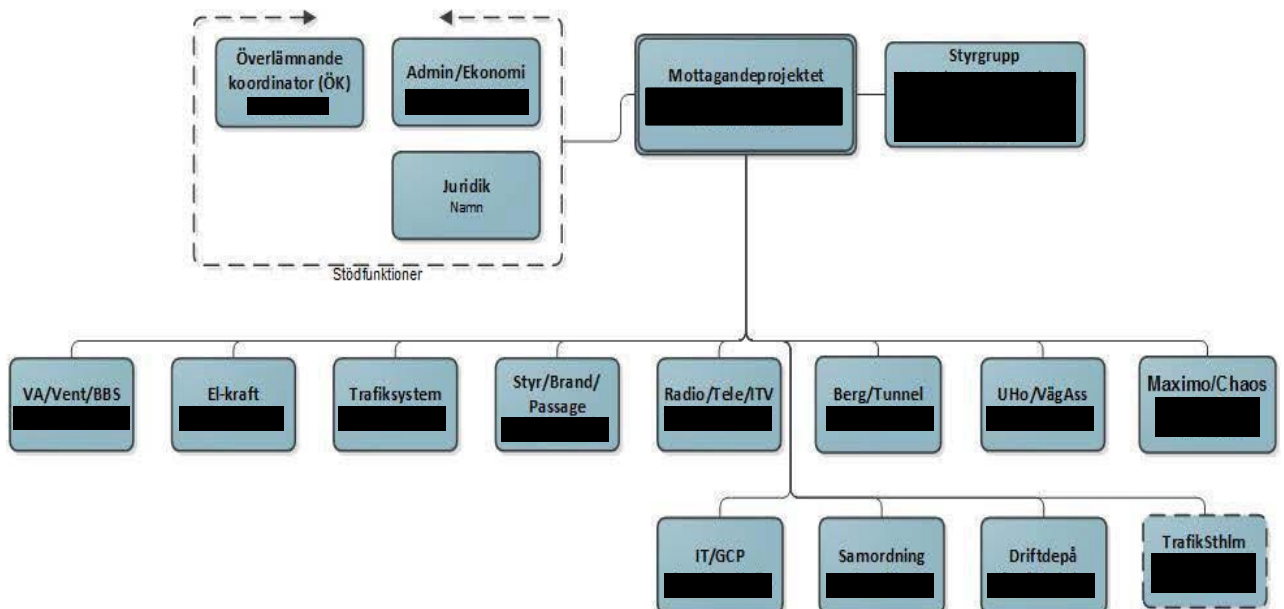 Överlämnande
koordinator (ÖK)
Admin/Ekonomi
Mottagandeprojektet
Styrgrupp
Juridik
Namn
Stödfunktioner
VA/Vent/BBS
El-kraft
Trafiksystem
Styr/Brand/
Passage
Radio/Tele/ITV
Berg/Tunnel
UHo/VägAss
Maximo/Chaos
IT/GCP
Samordning
Driftdepå
TrafikSthlm